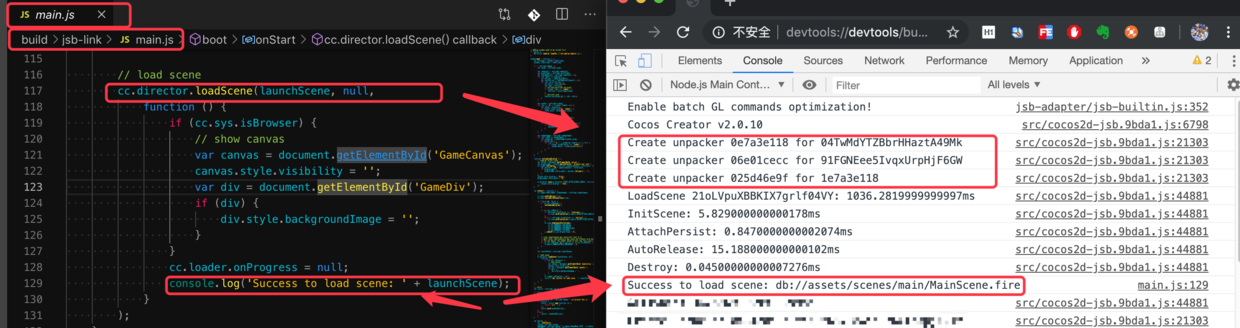 JS main.js
build > jsb-link > JS main.js > boot > onStart > cc.director.loadScene() callback > div
115
116 // load scene
117 cc.director.loadScene(launchScene, null,
118 function () {
119 if (cc.sys.isBrowser) {
120 // show canvas
121 var canvas = document.getElementById('GameCanvas');
122 canvas.style.visibility = '';
123 var div = document.getElementById('GameDiv');
124 if (div) {
125 div.style.backgroundImage = '';
126 }
127 }
128 cc.loader.onProgress = null;
129 console.log('Success to load scene: ' + launchScene);
130 }
131 );
不安全 devtools://devtools/bu...
Elements Console Sources Network Performance Memory Application 2
Node.js Main Cont... Filter All levels
Enable batch GL commands optimization! jsb-adapter/jsb-builtin.js:352
Cocos Creator v2.0.10 src/cocos2d-jsb.9bda1.js:6798
Create unpacker 0e7a3e118 for 04TwMdYTZBbrHHaztA49Mk src/cocos2d-jsb.9bda1.js:21303
Create unpacker 06e01cecc for 91FGNEee5IvqxUrpHjF6GW src/cocos2d-jsb.9bda1.js:21303
Create unpacker 025d46e9f for 1e7a3e118 src/cocos2d-jsb.9bda1.js:21303
LoadScene 21oLVpuXBBKIX7grlf04VY: 1036.2819999999997ms src/cocos2d-jsb.9bda1.js:44881
InitScene: 5.829000000000178ms src/cocos2d-jsb.9bda1.js:44881
AttachPersist: 0.8470000000002074ms src/cocos2d-jsb.9bda1.js:44881
AutoRelease: 15.188000000000102ms src/cocos2d-jsb.9bda1.js:44881
Destroy: 0.04500000000007276ms src/cocos2d-jsb.9bda1.js:44881
Success to load scene: db://assets/scenes/main/MainScene.fire main.js:129
src/cocos2d-jsb.9bda1.js:44881
src/cocos2d-jsb.9bda1.js:21303